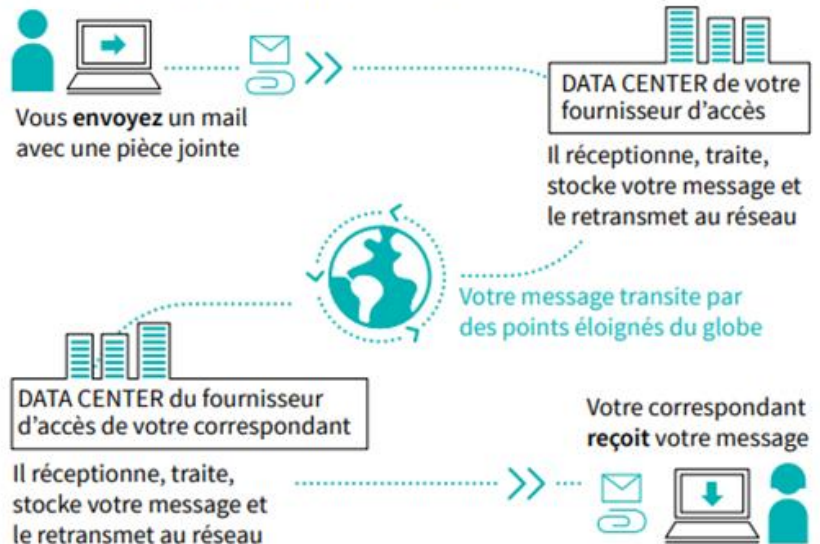 Vous envoyez un mail
avec une pièce jointe
DATA CENTER de votre
fournisseur d'accès
Il réceptionne, traite,
stocke votre message et
le retransmet au réseau
Votre message transite par
des points éloignés du globe
DATA CENTER du fournisseur
d'accès de votre correspondant
Il réceptionne, traite,
stocke votre message et
le retransmet au réseau
Votre correspondant
reçoit votre message